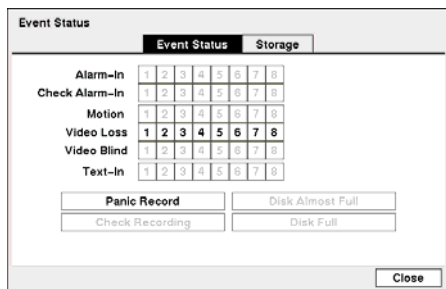 Event Status
Event Status Storage
Alarm-In 1 2 3 4 5 6 7 8
Check Alarm-In 1 2 3 4 5 6 7 8
Motion 1 2 3 4 5 6 7 8
Video Loss 1 2 3 4 5 6 7 8
Video Blind 1 2 3 4 5 6 7 8
Text-In 1 2 3 4 5 6 7 8
Panic Record Disk Almost Full
Check Recording Disk Full
Close